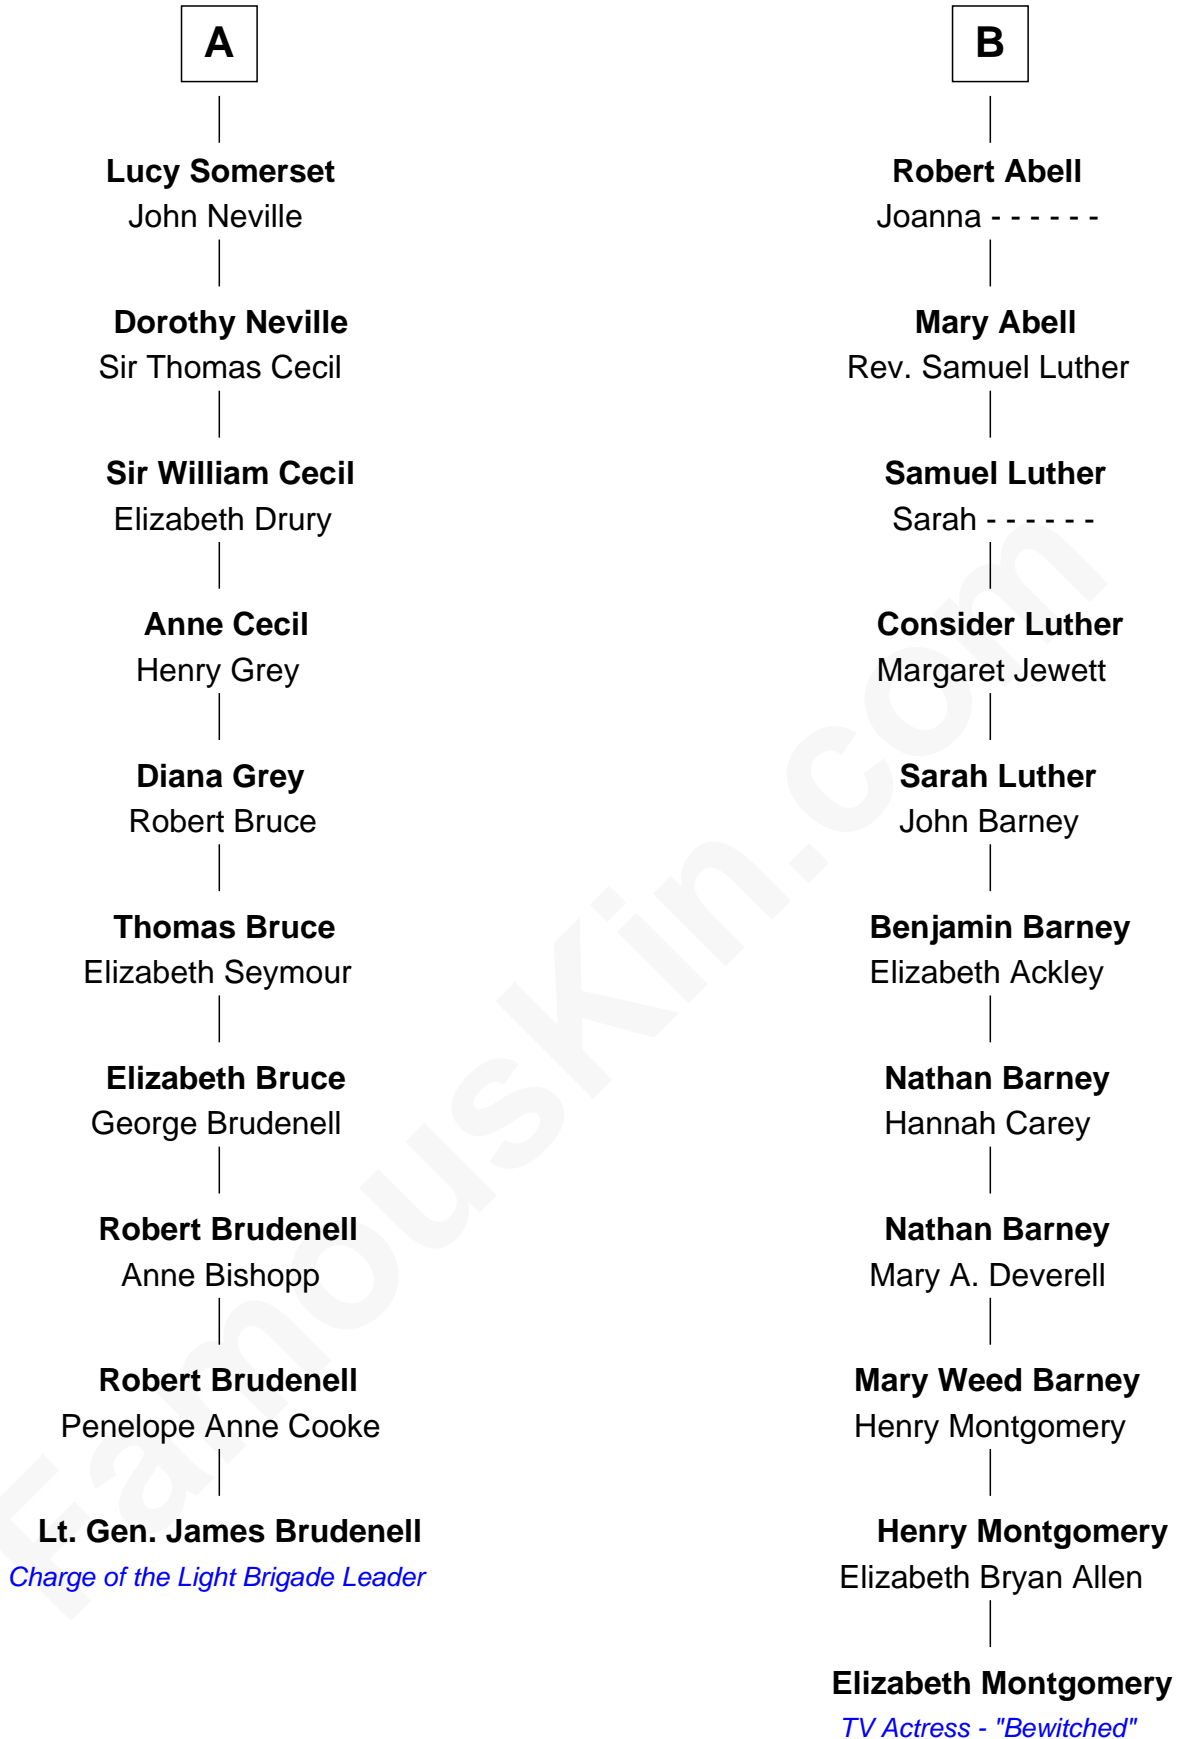 A
Lucy Somerset
John Neville
Dorothy Neville
Sir Thomas Cecil
Sir William Cecil
Elizabeth Drury
Anne Cecil
Henry Grey
Diana Grey
Robert Bruce
Thomas Bruce
Elizabeth Seymour
Elizabeth Bruce
George Brudenell
Robert Brudenell
Anne Bishopp
Robert Brudenell
Penelope Anne Cooke
Lt. Gen. James Brudenell
Charge of the Light Brigade Leader
B
Robert Abell
Joanna - - - - - -
Mary Abell
Rev. Samuel Luther
Samuel Luther
Sarah - - - - - -
Consider Luther
Margaret Jewett
Sarah Luther
John Barney
Benjamin Barney
Elizabeth Ackley
Nathan Barney
Hannah Carey
Nathan Barney
Mary A. Deverell
Mary Weed Barney
Henry Montgomery
Henry Montgomery
Elizabeth Bryan Allen
Elizabeth Montgomery
TV Actress - "Bewitched"
FamousKin.com